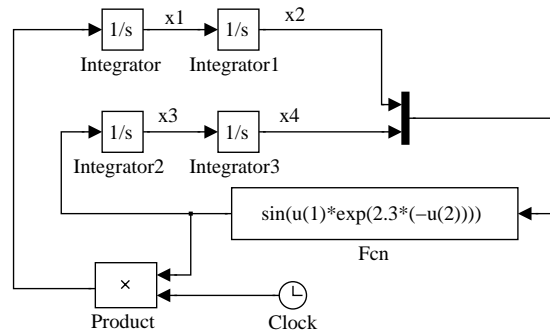 x1
x2
1/s
1/s
Integrator
Integrator1
x3
x4
1/s
1/s
Integrator2
Integrator3
sin(u(1)*exp(2.3*(−u(2))))
Fcn
×
Product
Clock